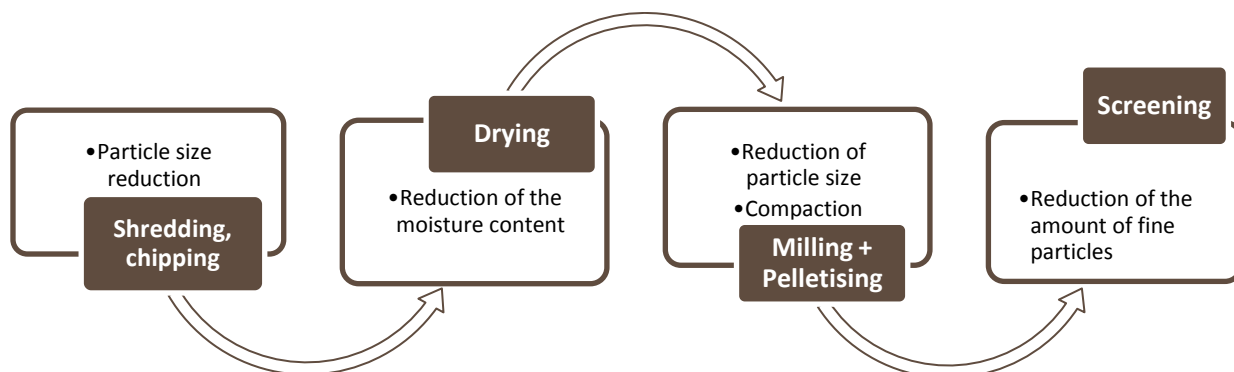 •Particle size
reduction
Shredding,
chipping
Drying
•Reduction of the
moisture content
•Reduction of
particle size
•Compaction
Milling +
Pelletising
Screening
•Reduction of the
amount of fine
particles